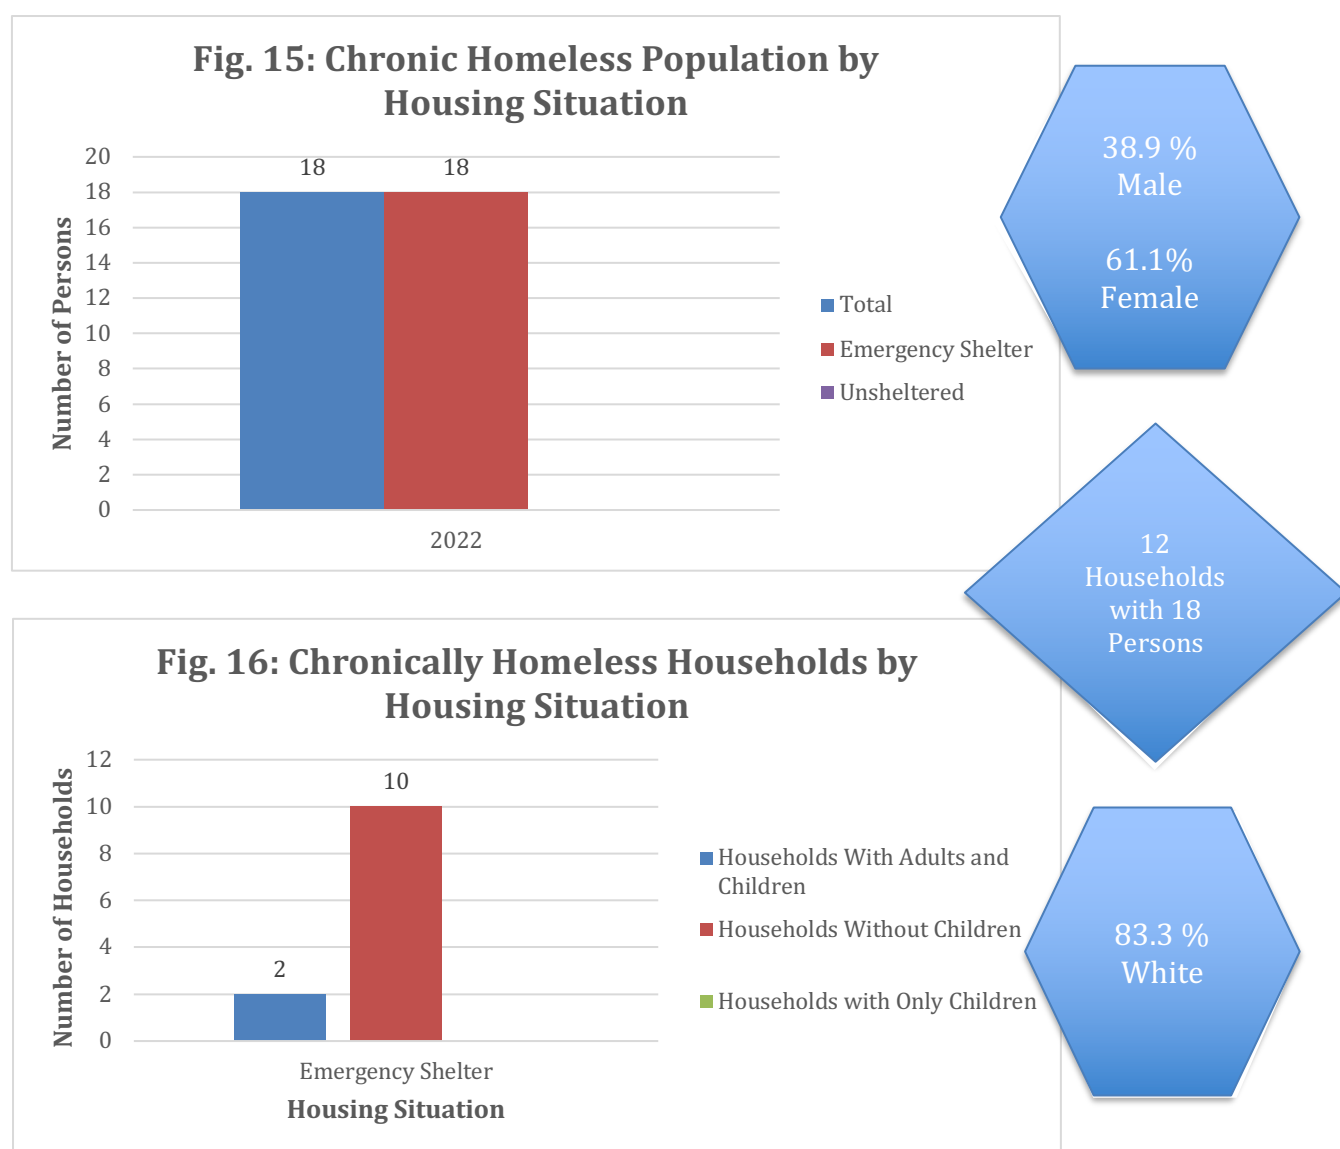 Fig. 15: Chronic Homeless Population by
Housing Situation
Number of Persons
20
18
16
14
12
10
8
6
4
2
0
18
18
2022
Total
Emergency Shelter
Unsheltered
38.9 %
Male
61.1%
Female
12
Households
with 18
Persons
Fig. 16: Chronically Homeless Households by
Housing Situation
Number of Households
12
10
8
6
4
2
0
2
10
Emergency Shelter
Housing Situation
Households With Adults and
Children
Households Without Children
Households with Only Children
83.3 %
White